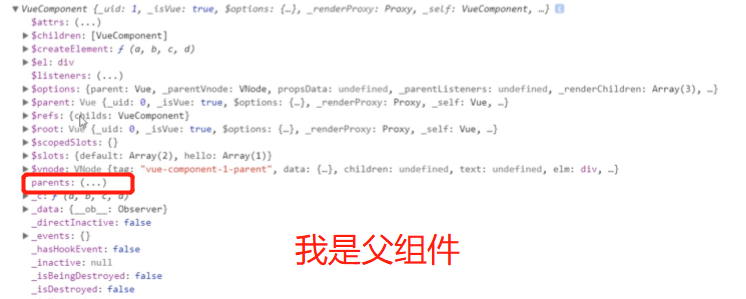 VueComponent {_uid: 1, _isVue: true, $options: {…}, _renderProxy: Proxy, _self: VueComponent, …}
$attrs: (...)
$children: [VueComponent]
$createElement: ƒ (a, b, c, d)
$el: div
$listeners: (...)
$options: {parent: Vue, _parentVnode: VNode, propsData: undefined, _parentListeners: undefined, _renderChildren: Array(3), …}
$parent: Vue {_uid: 0, _isVue: true, $options: {…}, _renderProxy: Proxy, _self: Vue, …}
$refs: {childs: VueComponent}
$root: Vue {_uid: 0, _isVue: true, $options: {…}, _renderProxy: Proxy, _self: Vue, …}
$scopedSlots: {}
$slots: {default: Array(2), hello: Array(1)}
$vnode: VNode {tag: "vue-component-1-parent", data: {…}, children: undefined, text: undefined, elm: div, …}
parents: (...)
_c: ƒ (a, b, c, d)
_data: {__ob__: Observer}
_directInactive: false
_events: {}
_hasHookEvent: false
_inactive: null
_isBeingDestroyed: false
_isDestroyed: false
我是父组件